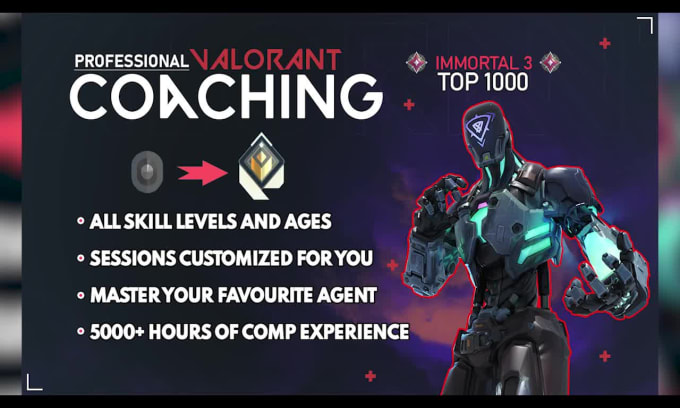 PROFESSIONAL VALORANT
COACHING
IMMORTAL 3
TOP 1000
ALL SKILL LEVELS AND AGES
SESSIONS CUSTOMIZED FOR YOU
MASTER YOUR FAVOURITE AGENT
5000+ HOURS OF COMP EXPERIENCE